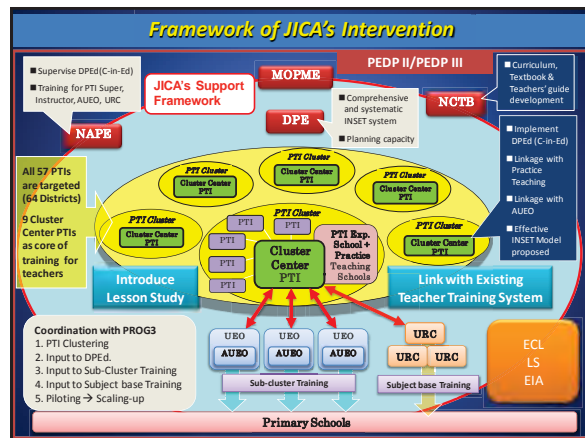 Framework of JICA's Intervention
PEDP II/PEDP III
■ Supervise DPEd(C-in-Ed)
■ Training for PTI Super,
Instructor, AUEO, URC
NAPE
JICA's Support
Framework
MOPME
DPE
■ Comprehensive
and systematic
INSET system
■ Planning capacity
NCTB
■ Curriculum,
Textbook &
Teachers' guide
development
■ Implement
DPEd (C-in-Ed)
■ Linkage with
Practice
Teaching
■ Linkage with
AUEO
■ Effective
INSET Model
proposed
All 57 PTIs
are targeted
(64 Districts)
9 Cluster
Center PTIs
as core of
training for
teachers
PTI Cluster
Cluster Center
PTI
PTI Cluster
Cluster Center
PTI
PTI Cluster
Cluster Center
PTI
PTI Cluster
Cluster Center
PTI
PTI Cluster
Cluster Center
PTI
PTI Cluster
PTI
PTI
PTI
PTI
PTI
Cluster
Center
PTI
PTI Exp.
School +
Practice
Teaching
Schools
Introduce
Lesson Study
Link with Existing
Teacher Training System
Coordination with PROG3
1. PTI Clustering
2. Input to DPEd.
3. Input to Sub-Cluster Training
4. Input to Subject base Training
5. Piloting → Scaling-up
UEO
AUEO
UEO
AUEO
UEO
AUEO
Sub-cluster Training
URC
URC
URC
Subject base Training
ECL
LS
EIA
Primary Schools